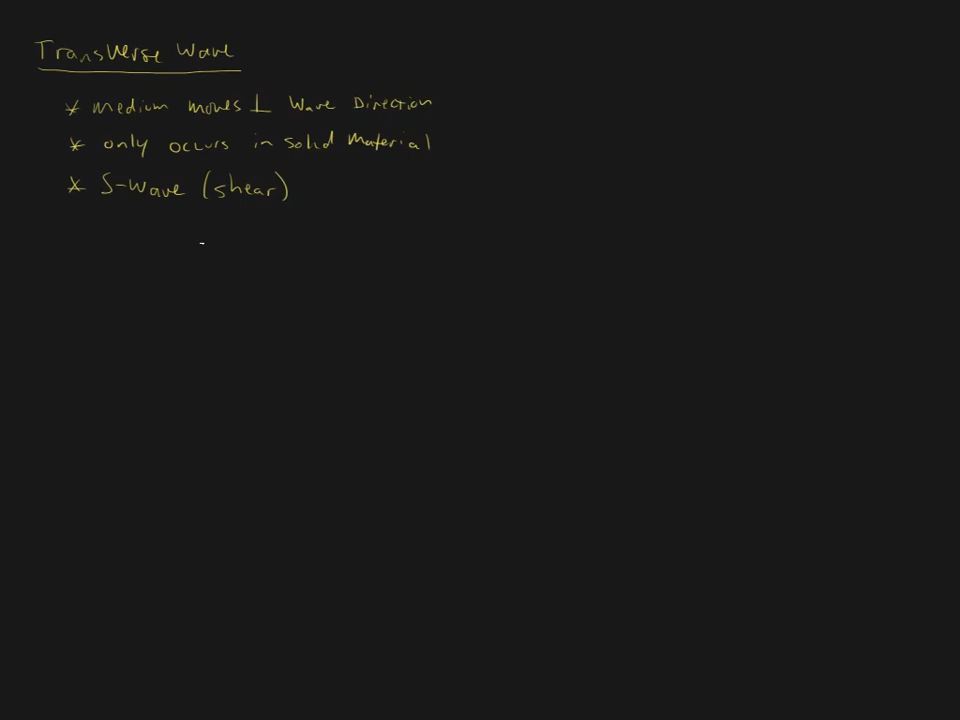 Transverse Wave
* medium moves ⊥ Wave Direction
* only occurs in solid Material
* S-Wave (shear)